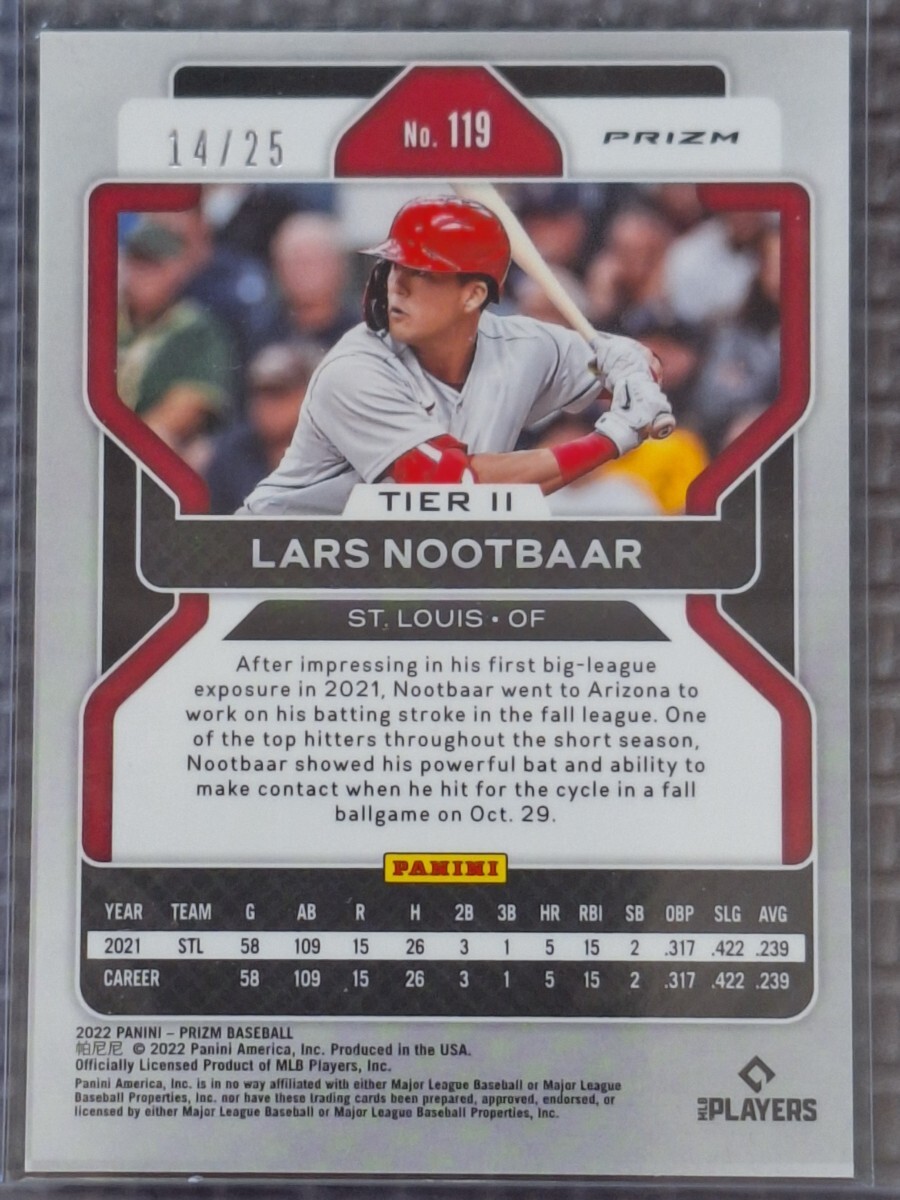 14/25
No. 119
PRIZM
TIER II
LARS NOOTBAAR
ST. LOUIS • OF
After impressing in his first big-league
exposure in 2021, Nootbaar went to Arizona to
work on his batting stroke in the fall league. One
of the top hitters throughout the short season,
Nootbaar showed his powerful bat and ability to
make contact when he hit for the cycle in a fall
ballgame on Oct. 29.
PANINI
YEAR TEAM G AB R H 2B 3B HR RBI SB OBP SLG AVG
2021 STL 58 109 15 26 3 1 5 15 2 .317 .422 .239
CAREER 58 109 15 26 3 1 5 15 2 .317 .422 .239
2022 PANINI – PRIZM BASEBALL
帕尼尼 © 2022 Panini America, Inc. Produced in the USA.
Officially Licensed Product of MLB Players, Inc.
Panini America, Inc. is in no way affiliated with either Major League Baseball or Major League
Baseball Properties, Inc. nor have these trading cards been prepared, approved, endorsed, or
licensed by either Major League Baseball or Major League Baseball Properties, Inc.
MLB PLAYERS